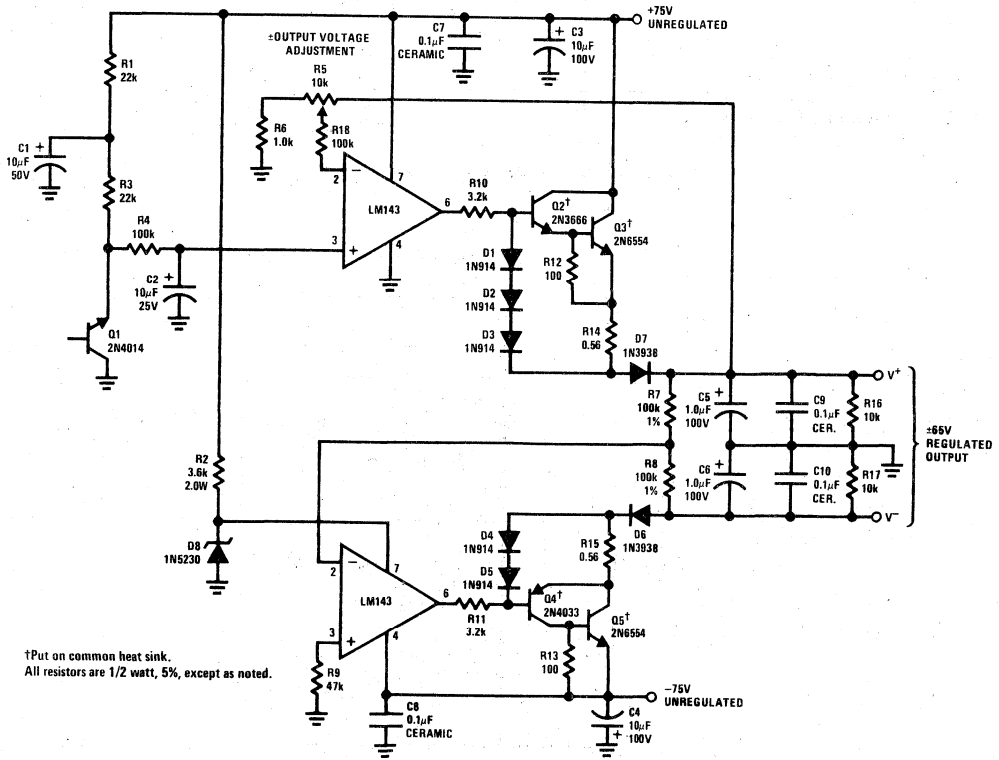 +75V
UNREGULATED
C7
0.1µF
CERAMIC
+
C3
10µF
100V
±OUTPUT VOLTAGE
ADJUSTMENT
R1
22k
R5
10k
R6
1.0k
R18
100k
C1
+
10µF
50V
R3
22k
2
−
7
LM143
6
3
+
4
R10
3.2k
Q2†
2N3666
Q3†
2N6554
R4
100k
D1
1N914
R12
100
+
C2
10µF
25V
D2
1N914
Q1
2N4014
D3
1N914
R14
0.56
D7
1N3938
V+
R7
100k
1%
C5
+
1.0µF
100V
C9
0.1µF
CER.
R16
10k
±65V
REGULATED
OUTPUT
R2
3.6k
2.0W
R8
100k
1%
C6
+
1.0µF
100V
C10
0.1µF
CER.
R17
10k
V−
D8
1N5230
D4
1N914
R15
0.56
D6
1N3938
2
−
7
D5
1N914
LM143
6
3
+
4
R11
3.2k
Q4†
2N4033
Q5†
2N6554
R13
100
†Put on common heat sink.
All resistors are 1/2 watt, 5%, except as noted.
R9
47k
−75V
UNREGULATED
C8
0.1µF
CERAMIC
C4
10µF
+
100V